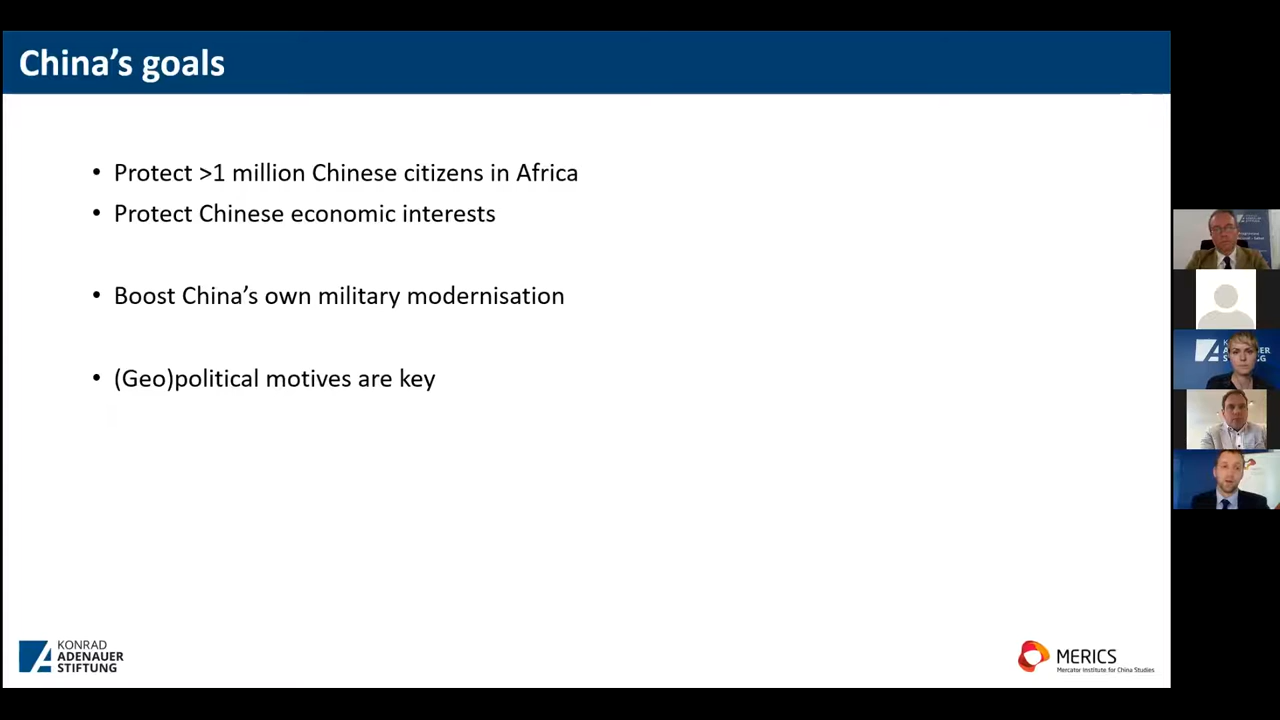 China's goals
• Protect >1 million Chinese citizens in Africa
• Protect Chinese economic interests
• Boost China's own military modernisation
• (Geo)political motives are key
KONRAD
ADENAUER
STIFTUNG
MERICS
Mercator Institute for China Studies